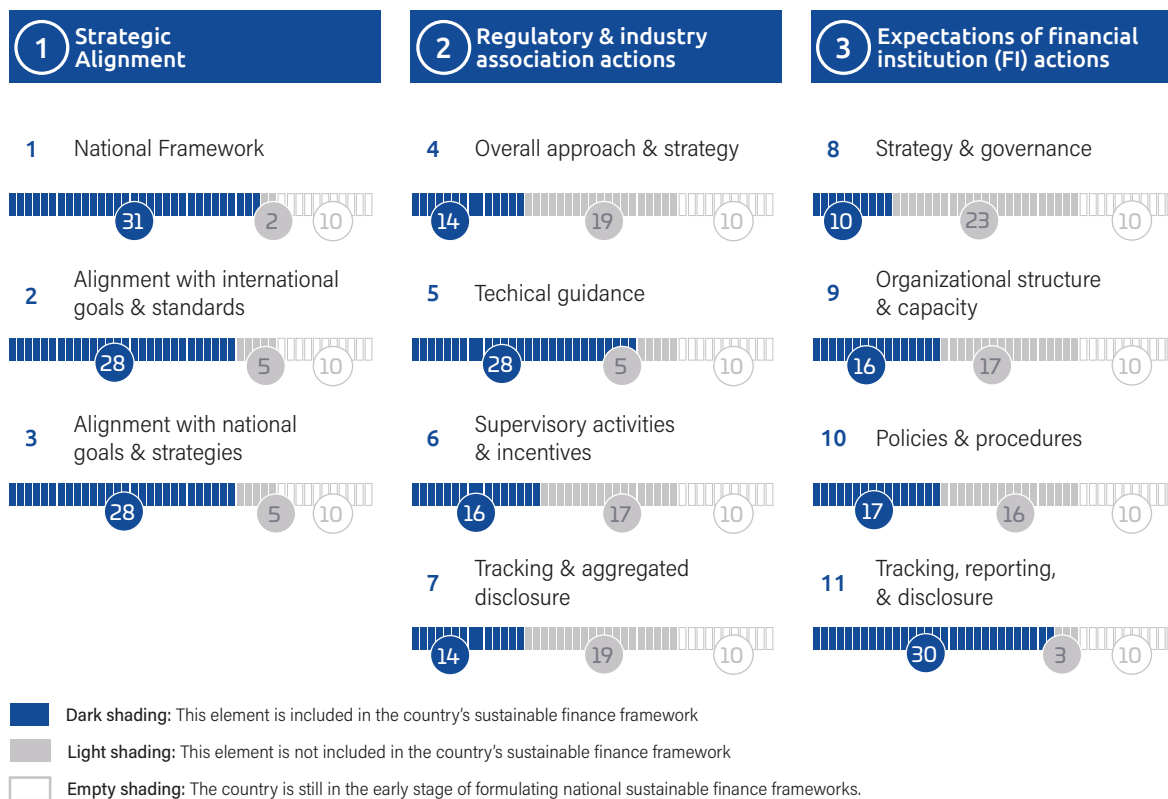 1 Strategic
Alignment
1 National Framework
31 2 10
2 Alignment with international
goals & standards
28 5 10
3 Alignment with national
goals & strategies
28 5 10
2 Regulatory & industry
association actions
4 Overall approach & strategy
14 19 10
5 Techical guidance
28 5 10
6 Supervisory activities
& incentives
16 17 10
7 Tracking & aggregated
disclosure
14 19 10
3 Expectations of financial
institution (FI) actions
8 Strategy & governance
10 23 10
9 Organizational structure
& capacity
16 17 10
10 Policies & procedures
17 16 10
11 Tracking, reporting,
& disclosure
30 3 10
Dark shading: This element is included in the country's sustainable finance framework
Light shading: This element is not included in the country's sustainable finance framework
Empty shading: The country is still in the early stage of formulating national sustainable finance frameworks.